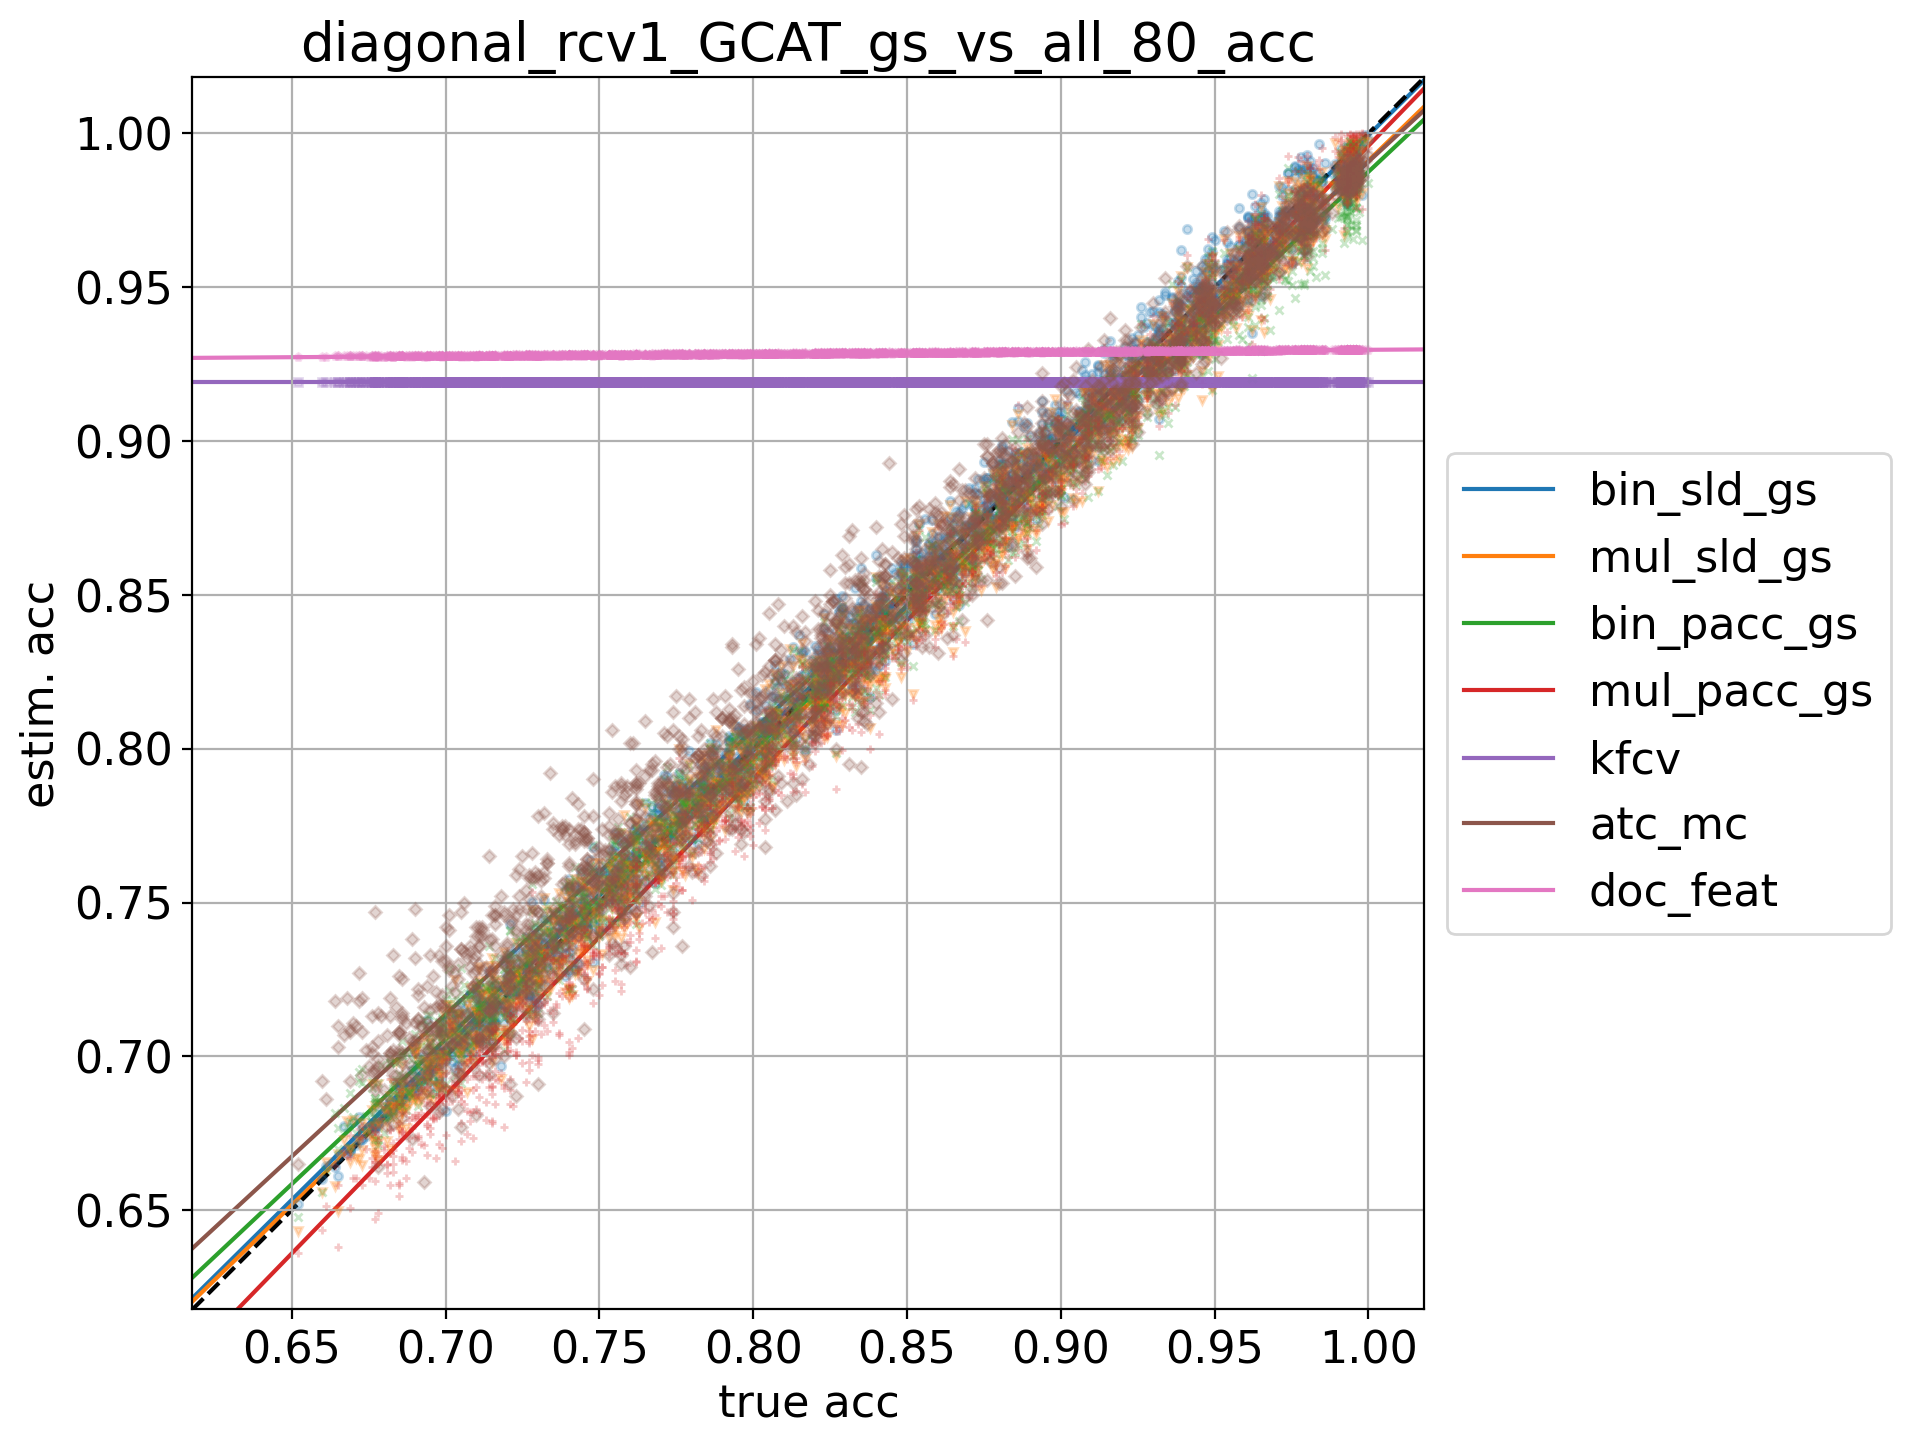 diagonal_rcv1_GCAT_gs_vs_all_80_acc
1.00
0.95
0.90
0.85
0.80
0.75
0.70
0.65
estim. acc
0.65 0.70 0.75 0.80 0.85 0.90 0.95 1.00
true acc
bin_sld_gs
mul_sld_gs
bin_pacc_gs
mul_pacc_gs
kfcv
atc_mc
doc_feat